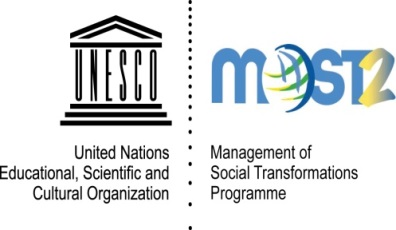 UNESCO
United Nations
Educational, Scientific and
Cultural Organization
MOST2
Management of
Social Transformations
Programme